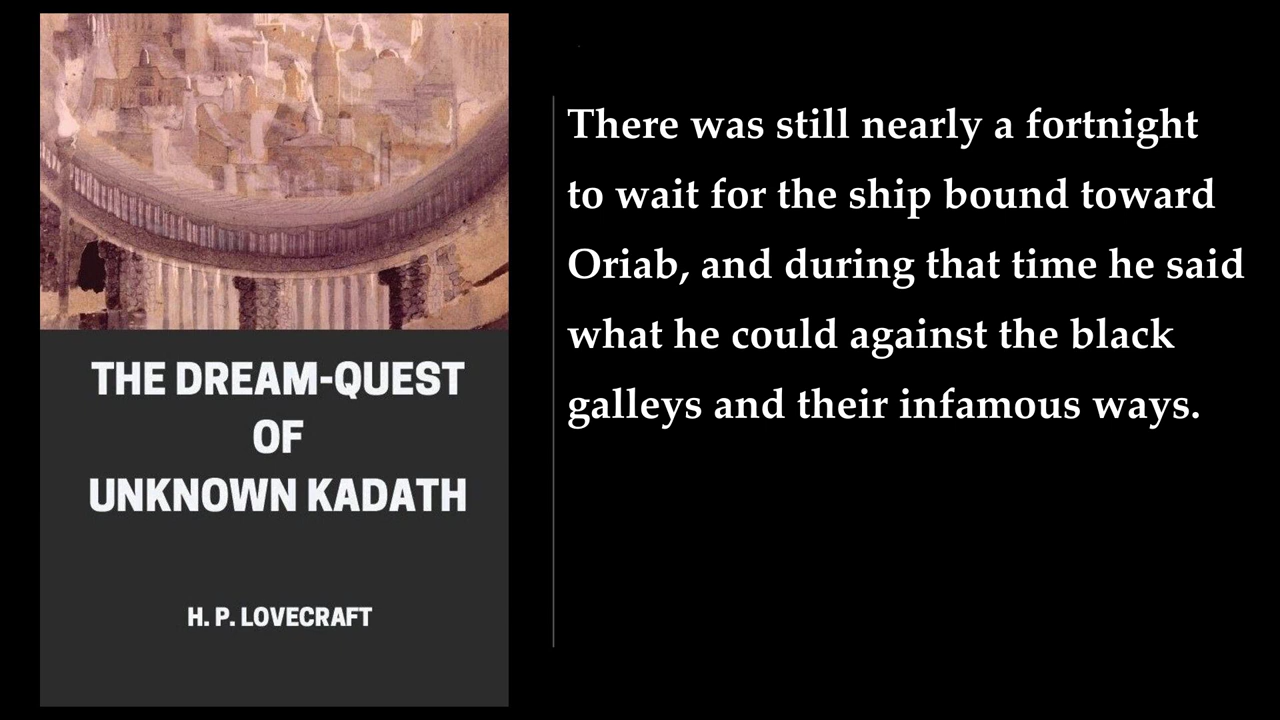 THE DREAM-QUEST
OF
UNKNOWN KADATH
H. P. LOVECRAFT
There was still nearly a fortnight
to wait for the ship bound toward
Oriab, and during that time he said
what he could against the black
galleys and their infamous ways.